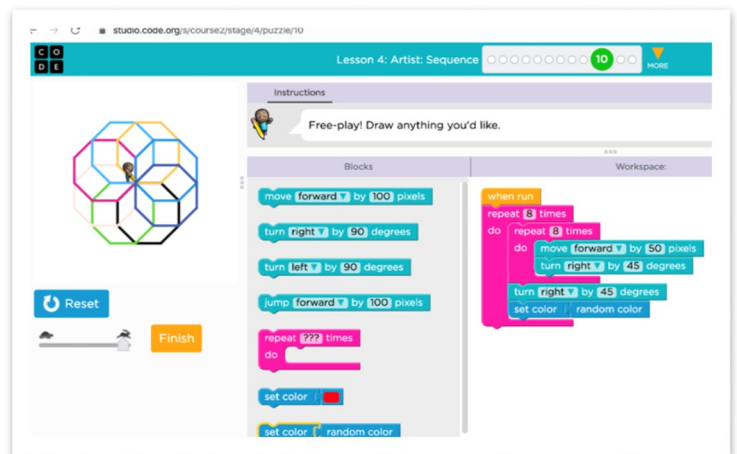 studio.code.org/s/course2/stage/4/puzzle/10
C O
D E
Lesson 4: Artist: Sequence
10
MORE
Instructions
Free-play! Draw anything you'd like.
Blocks
Workspace:
move forward by 100 pixels
turn right by 90 degrees
turn left by 90 degrees
jump forward by 100 pixels
repeat ??? times
do
set color
set color random color
when run
repeat 8 times
do repeat 8 times
do move forward by 50 pixels
turn right by 45 degrees
turn right by 45 degrees
set color random color
Reset
Finish